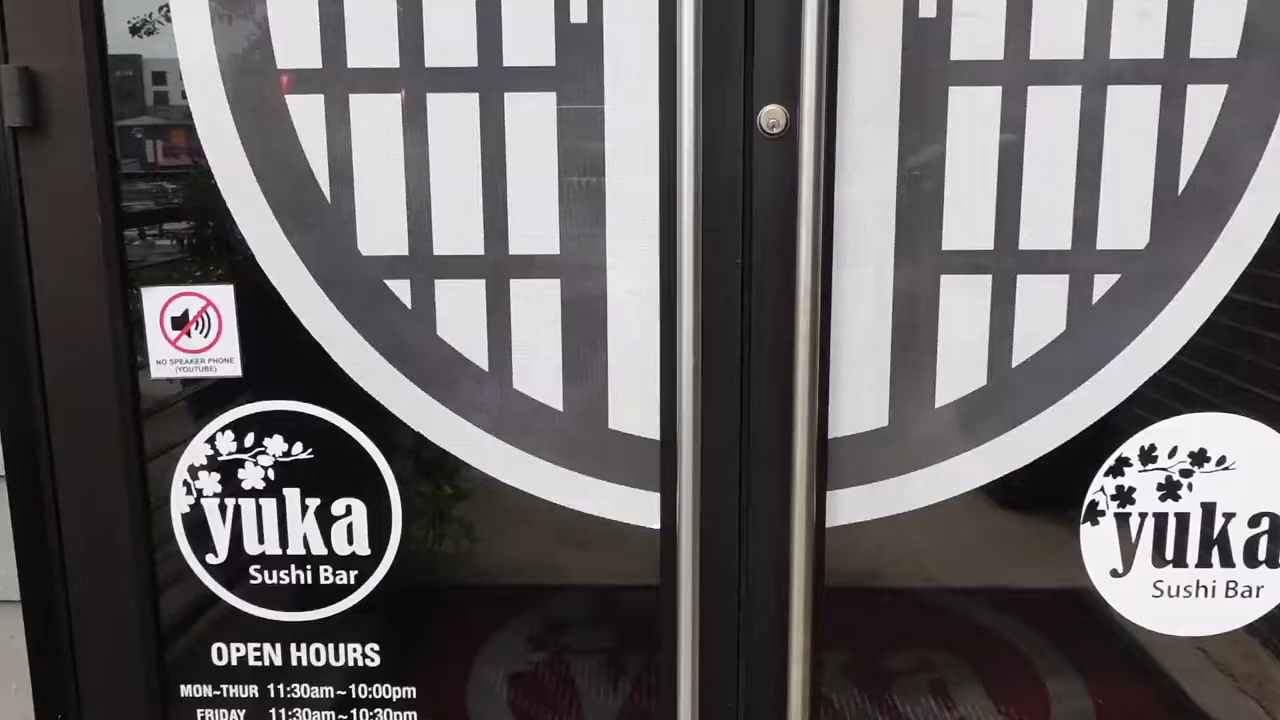 NO SPEAKER PHONE
(YOUTUBE)
yuka
Sushi Bar
OPEN HOURS
MON~THUR 11:30am~10:00pm
FRIDAY 11:30am~10:30pm
yuka
Sushi Bar